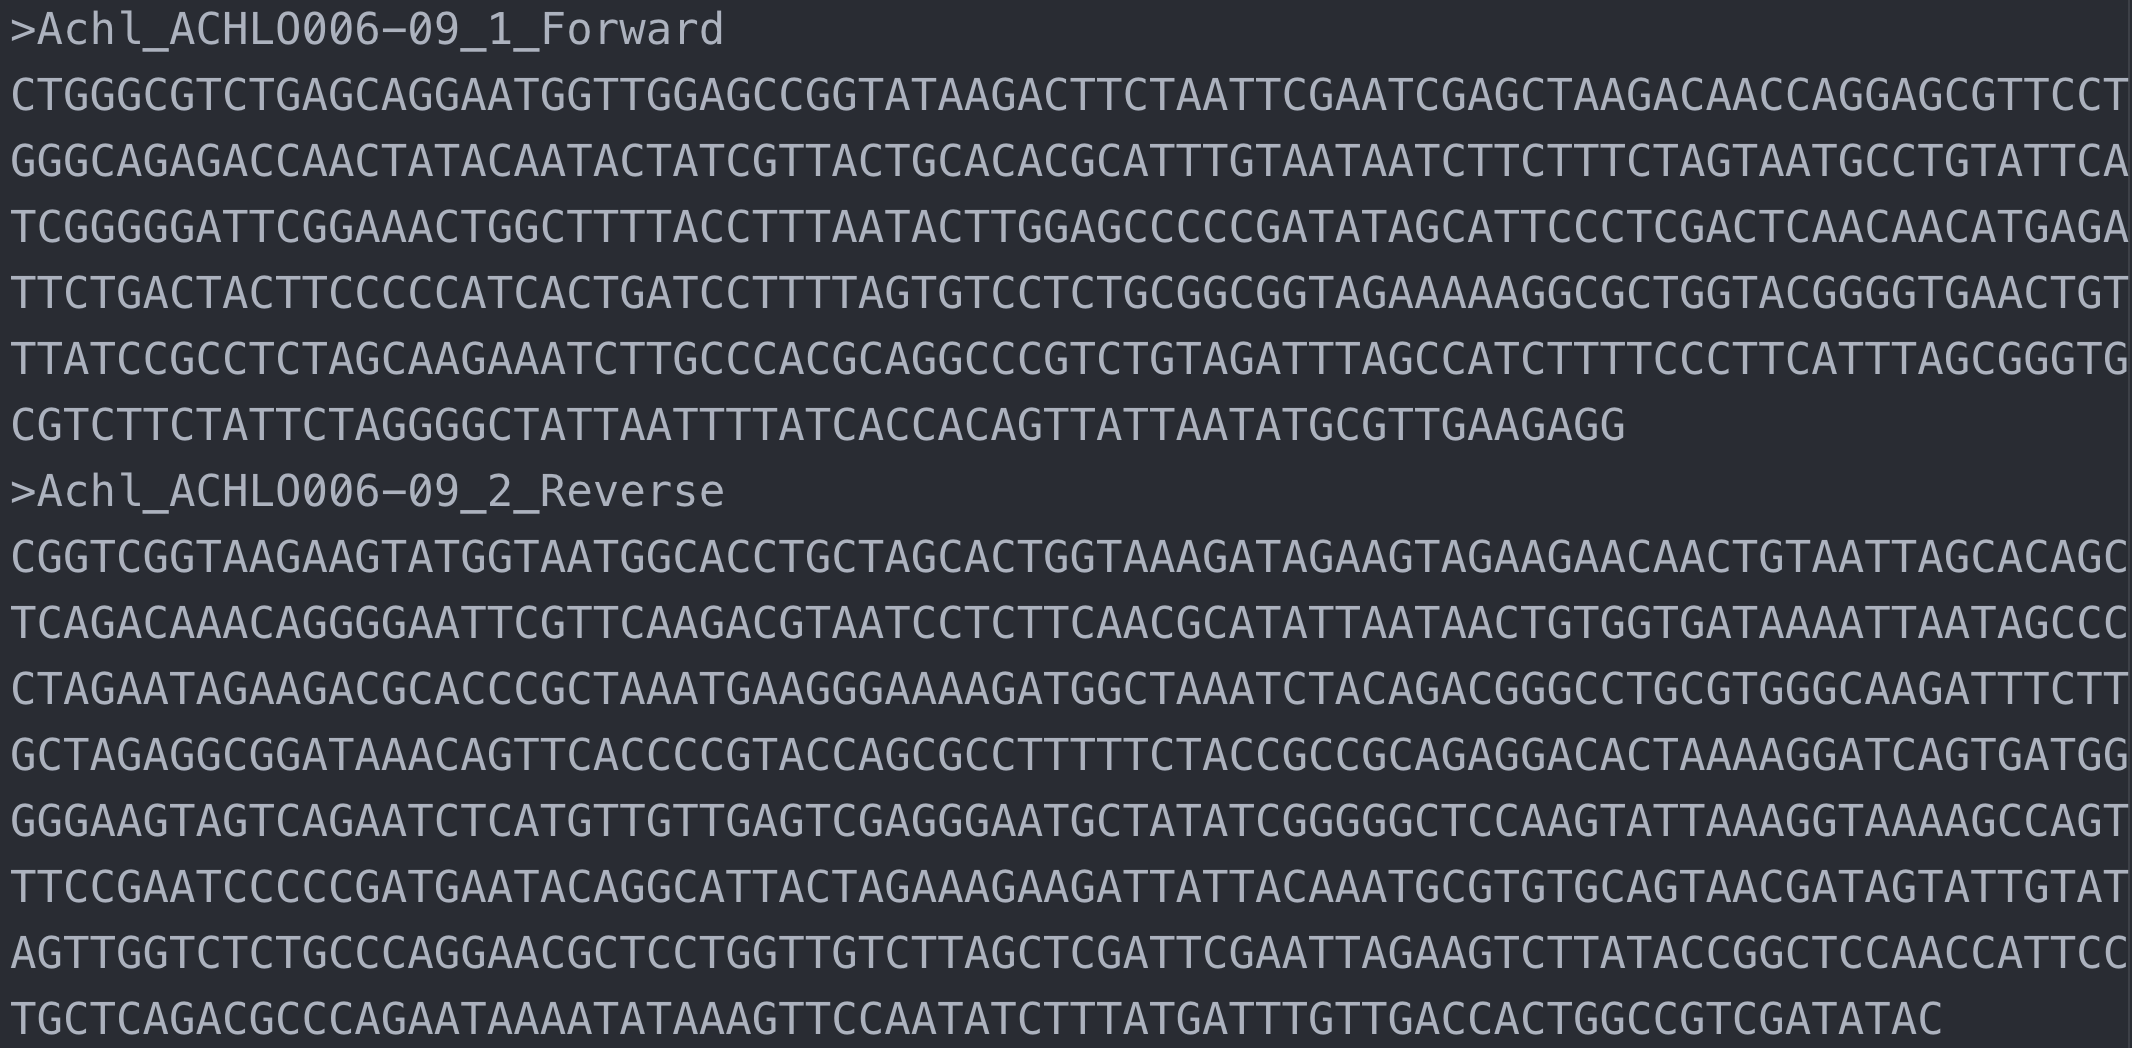 >Achl_ACHLO006-09_1_Forward
CTGGGCGTCTGAGCAGGAATGGTTGGAGCCGGTATAAGACTTCTAATTCGAATCGAGCTAAGACAACCAGGAGCGTTCCT
GGGCAGAGACCAACTATACAATACTATCGTTACTGCACACGCATTTGTAATAATCTTCTTTCTAGTAATGCCTGTATTCA
TCGGGGGATTCGGAAACTGGCTTTTACCTTTAATACTTGGAGCCCCCGATATAGCATTCCCTCGACTCAACAACATGAGA
TTCTGACTACTTCCCCCATCACTGATCCTTTTAGTGTCCTCTGCGGCGGTAGAAAAAGGCGCTGGTACGGGGTGAACTGT
TTATCCGCCTCTAGCAAGAAATCTTGCCCACGCAGGCCCGTCTGTAGATTTAGCCATCTTTTCCCTTCATTTAGCGGGTG
CGTCTTCTATTCTAGGGGCTATTAATTTTATCACCACAGTTATTAATATGCGTTGAAGAGG
>Achl_ACHLO006-09_2_Reverse
CGGTCGGTAAGAAGTATGGTAATGGCACCTGCTAGCACTGGTAAAGATAGAAGTAGAAGAACAACTGTAATTAGCACAGC
TCAGACAAACAGGGGAATTCGTTCAAGACGTAATCCTCTTCAACGCATATTAATAACTGTGGTGATAAAATTAATAGCCC
CTAGAATAGAAGACGCACCCGCTAAATGAAGGGAAAAGATGGCTAAATCTACAGACGGGCCTGCGTGGGCAAGATTTCTT
GCTAGAGGCGGATAAACAGTTCACCCCGTACCAGCGCCTTTTTCTACCGCCGCAGAGGACACTAAAAGGATCAGTGATGG
GGGAAGTAGTCAGAATCTCATGTTGTTGAGTCGAGGGAATGCTATATCGGGGGCTCCAAGTATTAAAGGTAAAAGCCAGT
TTCCGAATCCCCCGATGAATACAGGCATTACTAGAAAGAAGATTATTACAAATGCGTGTGCAGTAACGATAGTATTGTAT
AGTTGGTCTCTGCCCAGGAACGCTCCTGGTTGTCTTAGCTCGATTCGAATTAGAAGTCTTATACCGGCTCCAACCATTCC
TGCTCAGACGCCCAGAATAAAATATAAAGTTCCAATATCTTTATGATTTGTTGACCACTGGCCGTCGATATAC